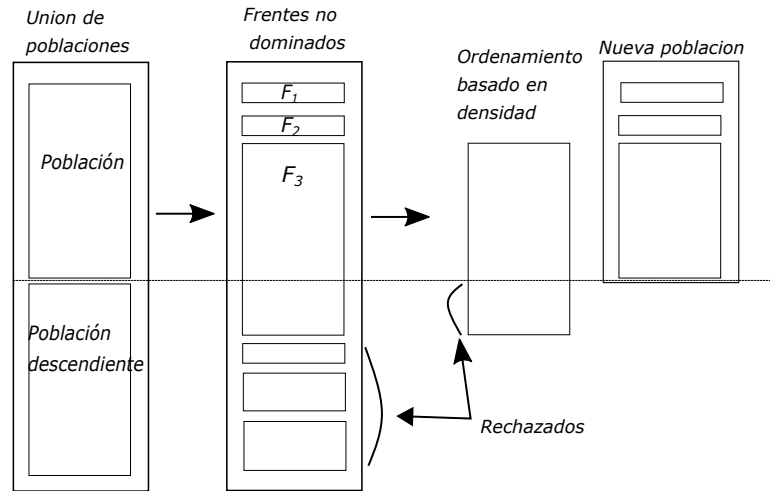 Union de
poblaciones
Población
Población
descendiente
Frentes no
dominados
F1
F2
F3
Ordenamiento
basado en
densidad
Nueva poblacion
Rechazados